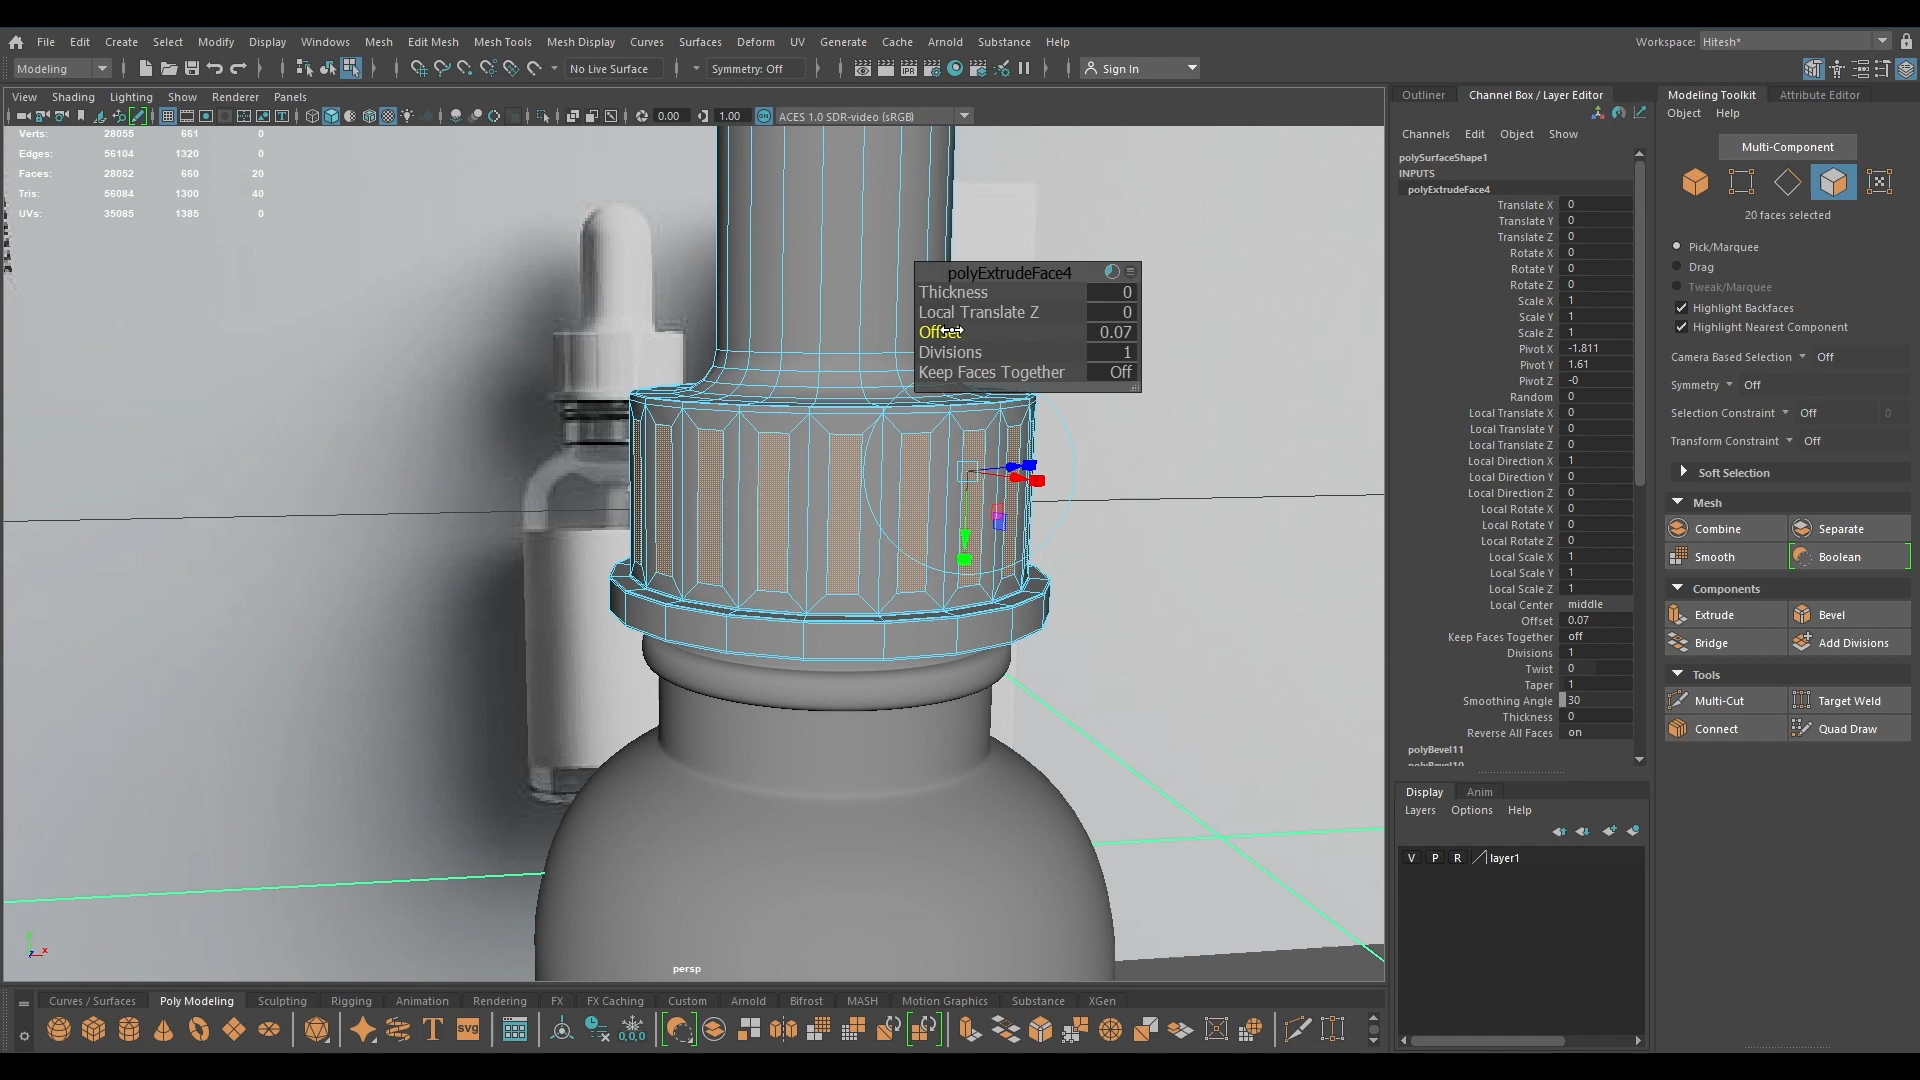 File Edit Create Select Modify Display Windows Mesh Edit Mesh Mesh Tools Mesh Display Curves Surfaces Deform UV Generate Cache Arnold Substance Help Workspace: Hitesh*
Modeling No Live Surface Symmetry: Off Sign In
View Shading Lighting Show Renderer Panels
0.00 1.00 ACES 1.0 SDR-video (sRGB)
Verts: 28055 661 0
Edges: 56104 1320 0
Faces: 28052 660 20
Tris: 56084 1300 40
UVs: 35085 1385 0
polyExtrudeFace4
Thickness 0
Local Translate Z 0
Offset 0.07
Divisions 1
Keep Faces Together Off
persp
Outliner Channel Box / Layer Editor
Channels Edit Object Show
polySurfaceShape1
INPUTS
polyExtrudeFace4
Translate X 0
Translate Y 0
Translate Z 0
Rotate X 0
Rotate Y 0
Rotate Z 0
Scale X 1
Scale Y 1
Scale Z 1
Pivot X -1.811
Pivot Y 1.61
Pivot Z -0
Random 0
Local Translate X 0
Local Translate Y 0
Local Translate Z 0
Local Direction X 1
Local Direction Y 0
Local Direction Z 0
Local Rotate X 0
Local Rotate Y 0
Local Rotate Z 0
Local Scale X 1
Local Scale Y 1
Local Scale Z 1
Local Center middle
Offset 0.07
Keep Faces Together off
Divisions 1
Twist 0
Taper 1
Smoothing Angle 30
Thickness 0
Reverse All Faces on
polyBevel11
polyBevel10
Display Anim
Layers Options Help
V P R layer1
Modeling Toolkit Attribute Editor
Object Help
Multi-Component
20 faces selected
Pick/Marquee
Drag
Tweak/Marquee
Highlight Backfaces
Highlight Nearest Component
Camera Based Selection Off
Symmetry Off
Selection Constraint Off 0
Transform Constraint Off
Soft Selection
Mesh
Combine Separate
Smooth Boolean
Components
Extrude Bevel
Bridge Add Divisions
Tools
Multi-Cut Target Weld
Connect Quad Draw
Curves / Surfaces Poly Modeling Sculpting Rigging Animation Rendering FX FX Caching Custom Arnold Bifrost MASH Motion Graphics Substance XGen
T svg 0,0,0